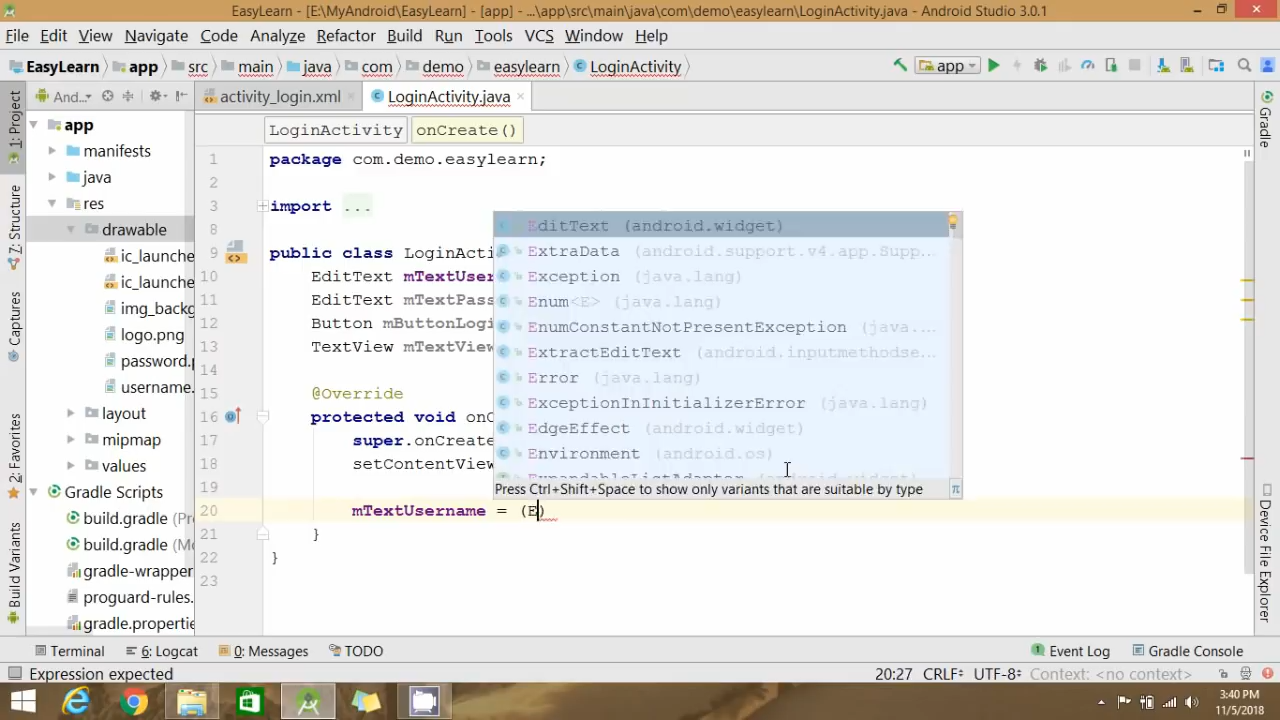 EasyLearn - [E:\MyAndroid\EasyLearn] - [app] - ...\app\src\main\java\com\demo\easylearn\LoginActivity.java - Android Studio 3.0.1
File Edit View Navigate Code Analyze Refactor Build Run Tools VCS Window Help
EasyLearn app src main java com demo easylearn LoginActivity app
And... activity_login.xml LoginActivity.java
LoginActivity onCreate()
1: Project
Z: Structure
Captures
2: Favorites
Build Variants
app
manifests
java
res
drawable
ic_launche
ic_launche
img_backg
logo.png
password.p
username.
layout
mipmap
values
Gradle Scripts
build.gradle (Pr
build.gradle (Mo
gradle-wrapper
proguard-rules.
gradle.propertie
1 package com.demo.easylearn;
2
3 import ...
8
9 public class LoginActi
10 EditText mTextUser
11 EditText mTextPass
12 Button mButtonLogi
13 TextView mTextView
14
15 @Override
16 protected void onC
17 super.onCreate
18 setContentView
19
20 mTextUsername = (E)
21 }
22 }
23
EditText (android.widget)
ExtraData (android.support.v4.app.Supp...
Exception (java.lang)
Enum<E> (java.lang)
EnumConstantNotPresentException (java...
ExtractEditText (android.inputmethodse...
Error (java.lang)
ExceptionInInitializerError (java.lang)
EdgeEffect (android.widget)
Environment (android.os)
ExpandableListAdapter (android.widget)
Press Ctrl+Shift+Space to show only variants that are suitable by type π
Gradle
Device File Explorer
Terminal 6: Logcat 0: Messages TODO Event Log Gradle Console
Expression expected 20:27 CRLF÷ UTF-8÷ Context: <no context>
3:40 PM
11/5/2018